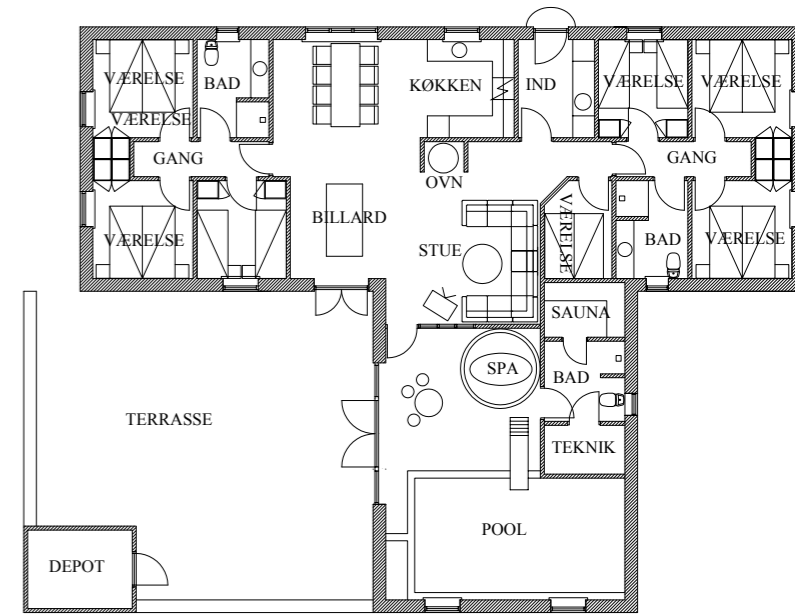 VÆRELSE
BAD
KØKKEN
IND
VÆRELSE
VÆRELSE
VÆRELSE
GANG
GANG
OVN
BILLARD
VÆRELSE
STUE
VÆRELSE
BAD
VÆRELSE
SAUNA
SPA
BAD
TERRASSE
TEKNIK
POOL
DEPOT